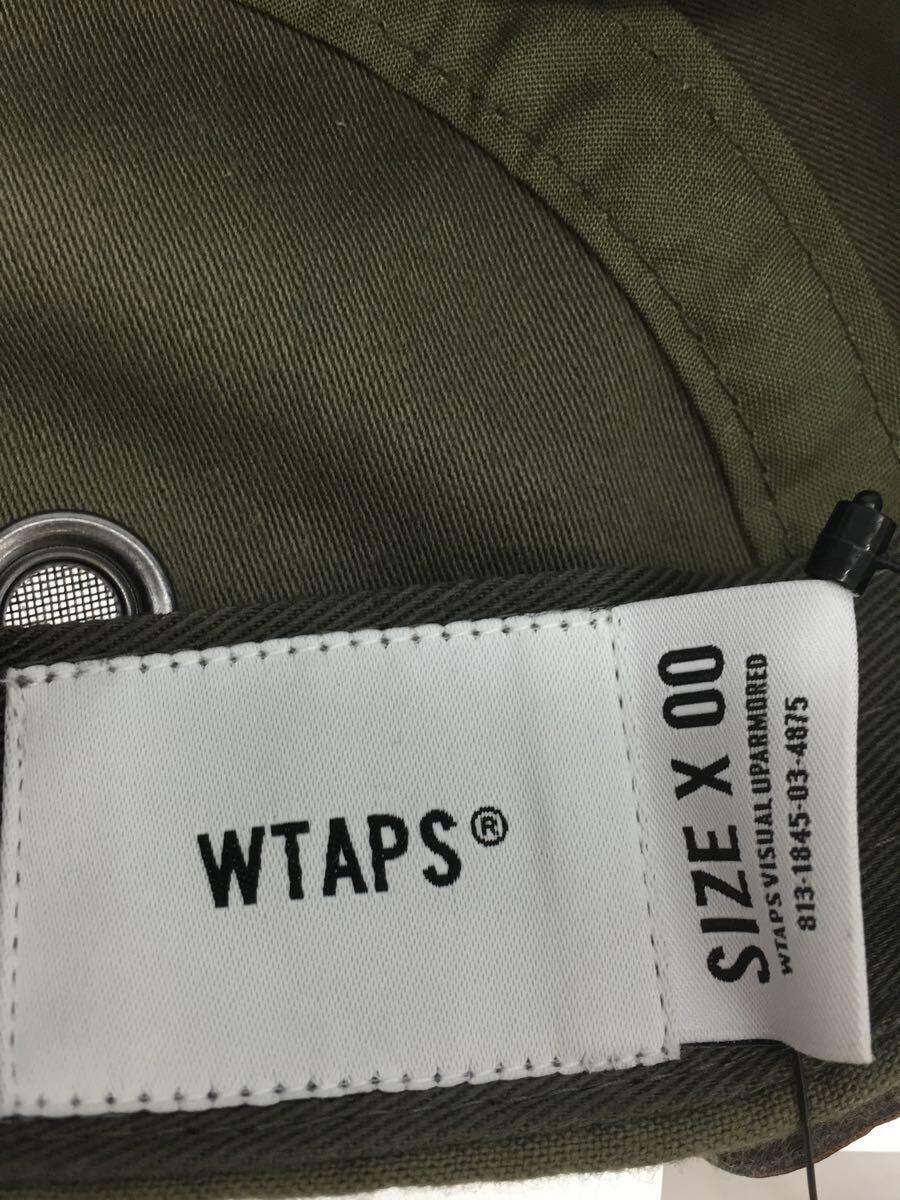 WTAPS®
SIZE X 00
WTAPS VISUAL UPARMORED
813-1845-03-4875